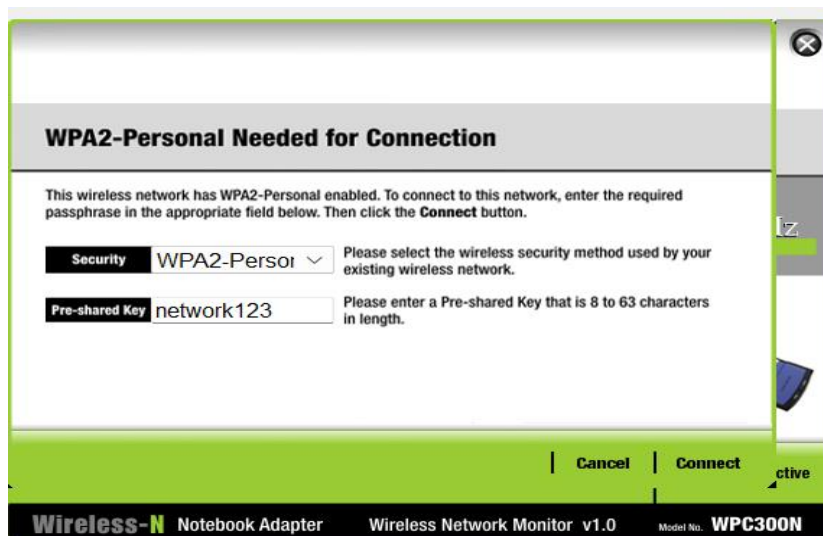 WPA2-Personal Needed for Connection
This wireless network has WPA2-Personal enabled. To connect to this network, enter the required
passphrase in the appropriate field below. Then click the Connect button.
Security WPA2-Persor Please select the wireless security method used by your
existing wireless network.
Pre-shared Key network123 Please enter a Pre-shared Key that is 8 to 63 characters
in length.
lz
Cancel Connect
ctive
Wireless-N Notebook Adapter Wireless Network Monitor v1.0 Model No. WPC300N